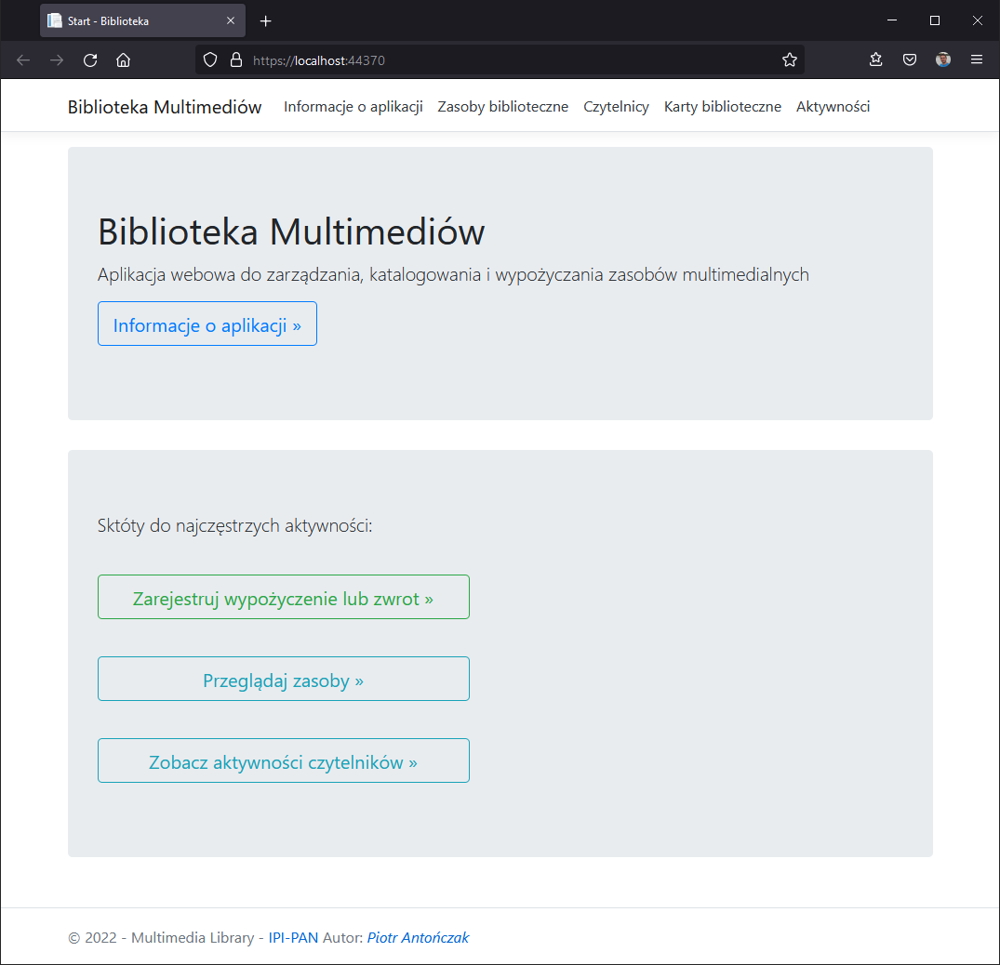 Start - Biblioteka
https://localhost:44370
Biblioteka Multimediów Informacje o aplikacji Zasoby biblioteczne Czytelnicy Karty biblioteczne Aktywności
Biblioteka Multimediów
Aplikacja webowa do zarządzania, katalogowania i wypożyczania zasobów multimedialnych
Informacje o aplikacji »
Sktóty do najczęstrzych aktywności:
Zarejestruj wypożyczenie lub zwrot »
Przeglądaj zasoby »
Zobacz aktywności czytelników »
© 2022 - Multimedia Library - IPI-PAN Autor: Piotr Antończak